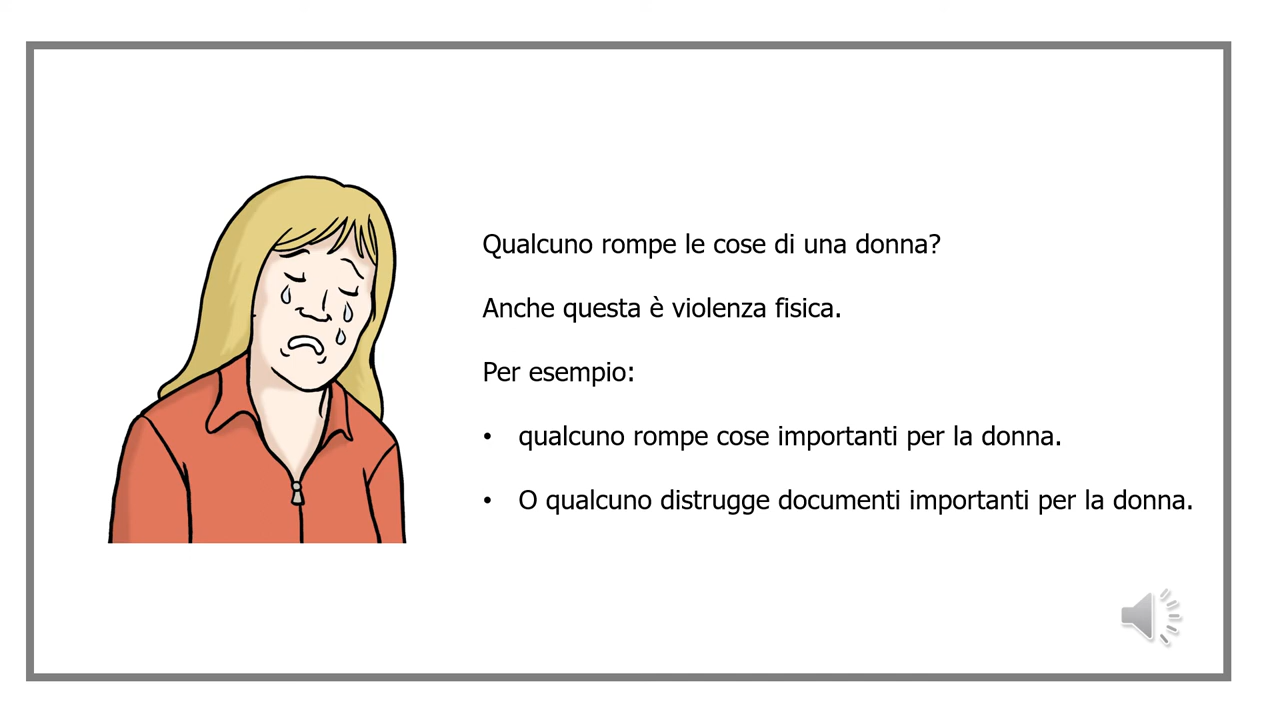 Qualcuno rompe le cose di una donna?
Anche questa è violenza fisica.
Per esempio:
• qualcuno rompe cose importanti per la donna.
• O qualcuno distrugge documenti importanti per la donna.